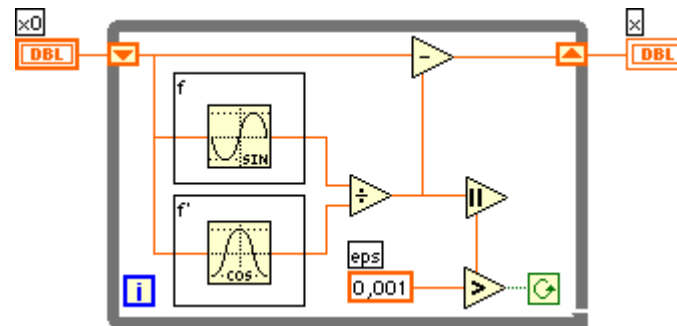 x0
x
DBL
DBL
f
SIN
f'
COS
eps
0,001
i